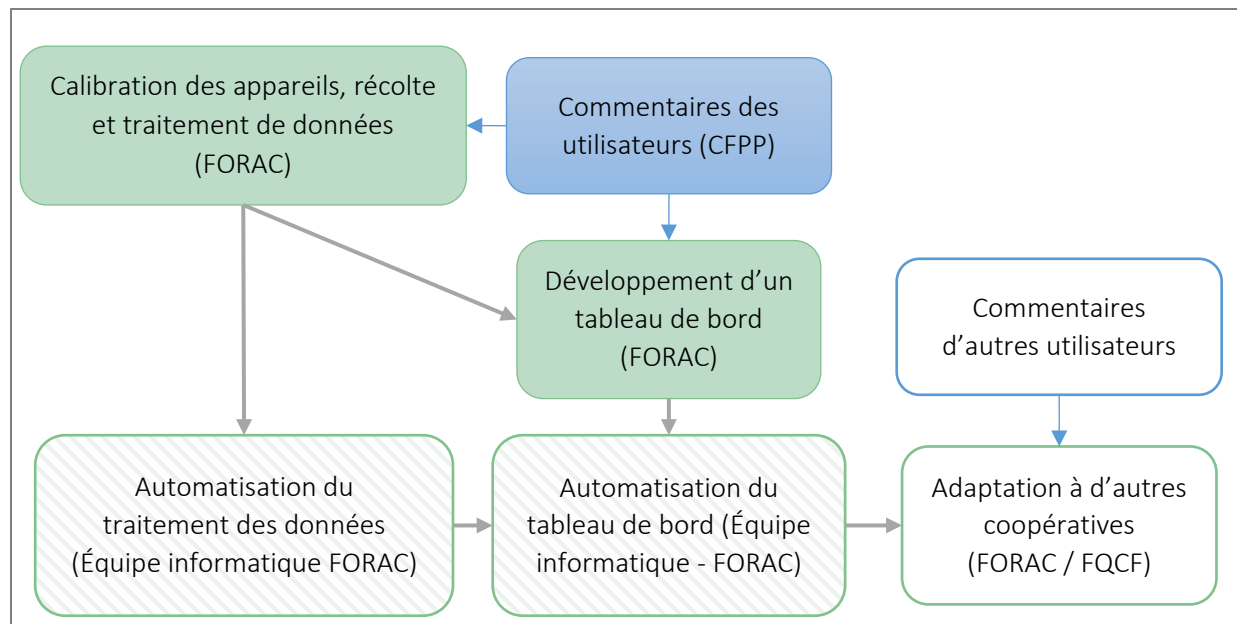 Calibration des appareils, récolte
et traitement de données
(FORAC)
Commentaires des
utilisateurs (CFPP)
Développement d’un
tableau de bord
(FORAC)
Commentaires
d’autres utilisateurs
Automatisation du
traitement des données
(Équipe informatique FORAC)
Automatisation du
tableau de bord (Équipe
informatique - FORAC)
Adaptation à d’autres
coopératives
(FORAC / FQCF)